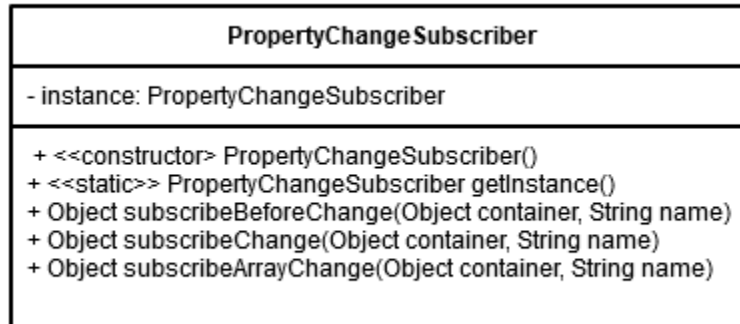 PropertyChangeSubscriber
- instance: PropertyChangeSubscriber
+ <<constructor> PropertyChangeSubscriber()
+ <<static>> PropertyChangeSubscriber getInstance()
+ Object subscribeBeforeChange(Object container, String name)
+ Object subscribeChange(Object container, String name)
+ Object subscribeArrayChange(Object container, String name)